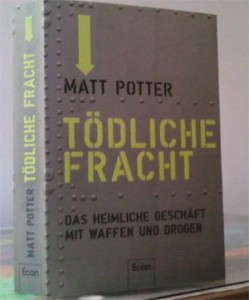 MATT POTTER
TÖDLICHE
FRACHT
DAS HEIMLICHE GESCHÄFT
MIT WAFFEN UND DROGEN
Econ
MATT POTTER TÖDLICHE FRACHT
Econ